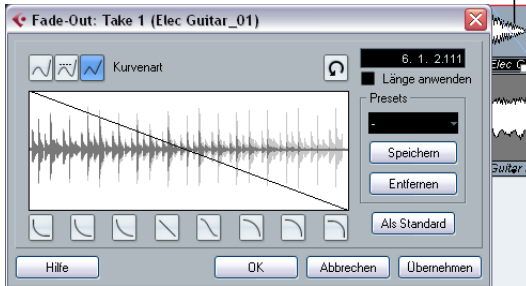 Fade-Out: Take 1 (Elec Guitar_01)
Kurvenart
6. 1. 2.111
Länge anwenden
Presets
-
Speichern
Entfernen
Als Standard
Hilfe
OK
Abbrechen
Übernehmen
Elec G
Guitar